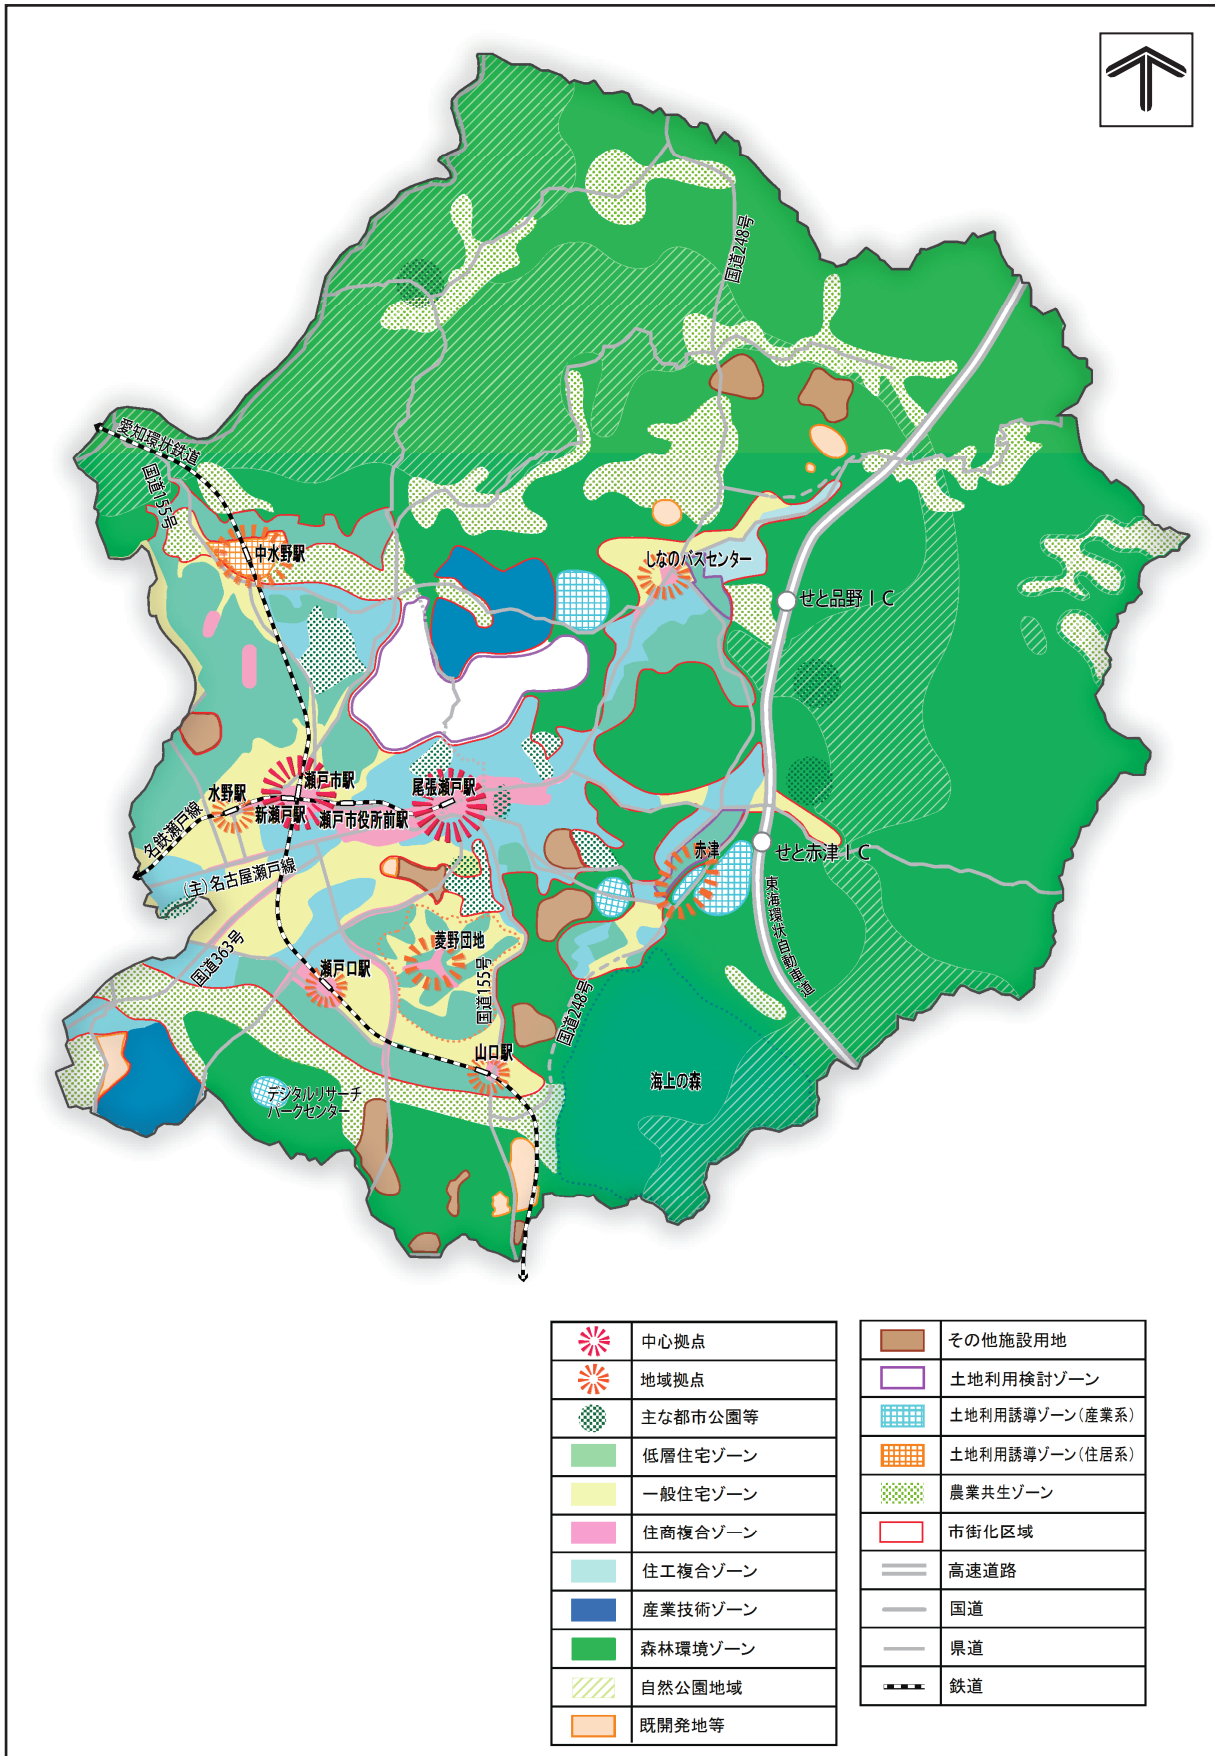 国道248号
愛知環状鉄道
国道155号
中水野駅
しなのバスセンター
せと品野IC
瀬戸市駅
尾張瀬戸駅
水野駅
新瀬戸駅
瀬戸市役所前駅
名鉄瀬戸線
(主)名古屋瀬戸線
赤津
せと赤津IC
東海環状自動車道
菱野団地
国道363号
瀬戸口駅
国道155号
国道248号
山口駅
海上の森
デジタルリサーチ
パークセンター
中心拠点
地域拠点
主な都市公園等
低層住宅ゾーン
一般住宅ゾーン
住商複合ゾーン
住工複合ゾーン
産業技術ゾーン
森林環境ゾーン
自然公園地域
既開発地等
その他施設用地
土地利用検討ゾーン
土地利用誘導ゾーン(産業系)
土地利用誘導ゾーン(住居系)
農業共生ゾーン
市街化区域
高速道路
国道
県道
鉄道